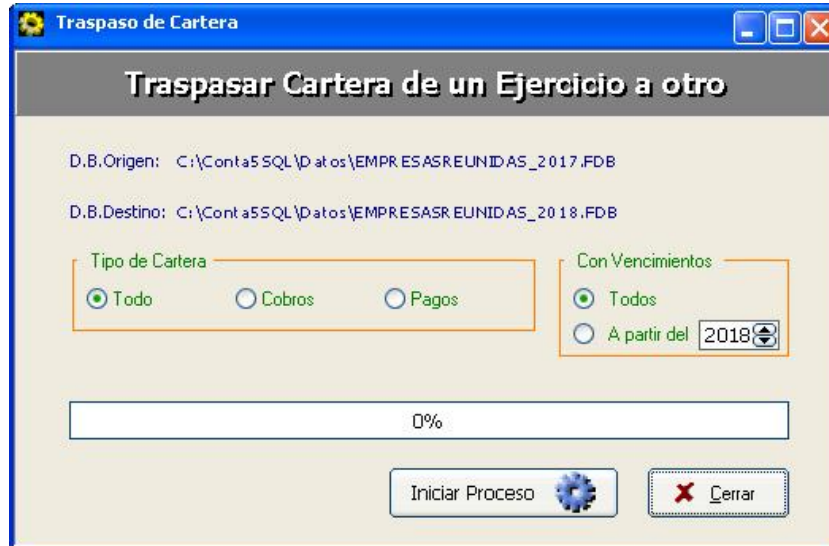 Traspaso de Cartera
Traspasar Cartera de un Ejercicio a otro
D.B.Origen: C:\Conta5SQL\Datos\EMPRESASREUNIDAS_2017.FDB
D.B.Destino: C:\Conta5SQL\Datos\EMPRESASREUNIDAS_2018.FDB
Tipo de Cartera
Todo Cobros Pagos
Con Vencimientos
Todos
A partir del 2018
0%
Iniciar Proceso Cerrar